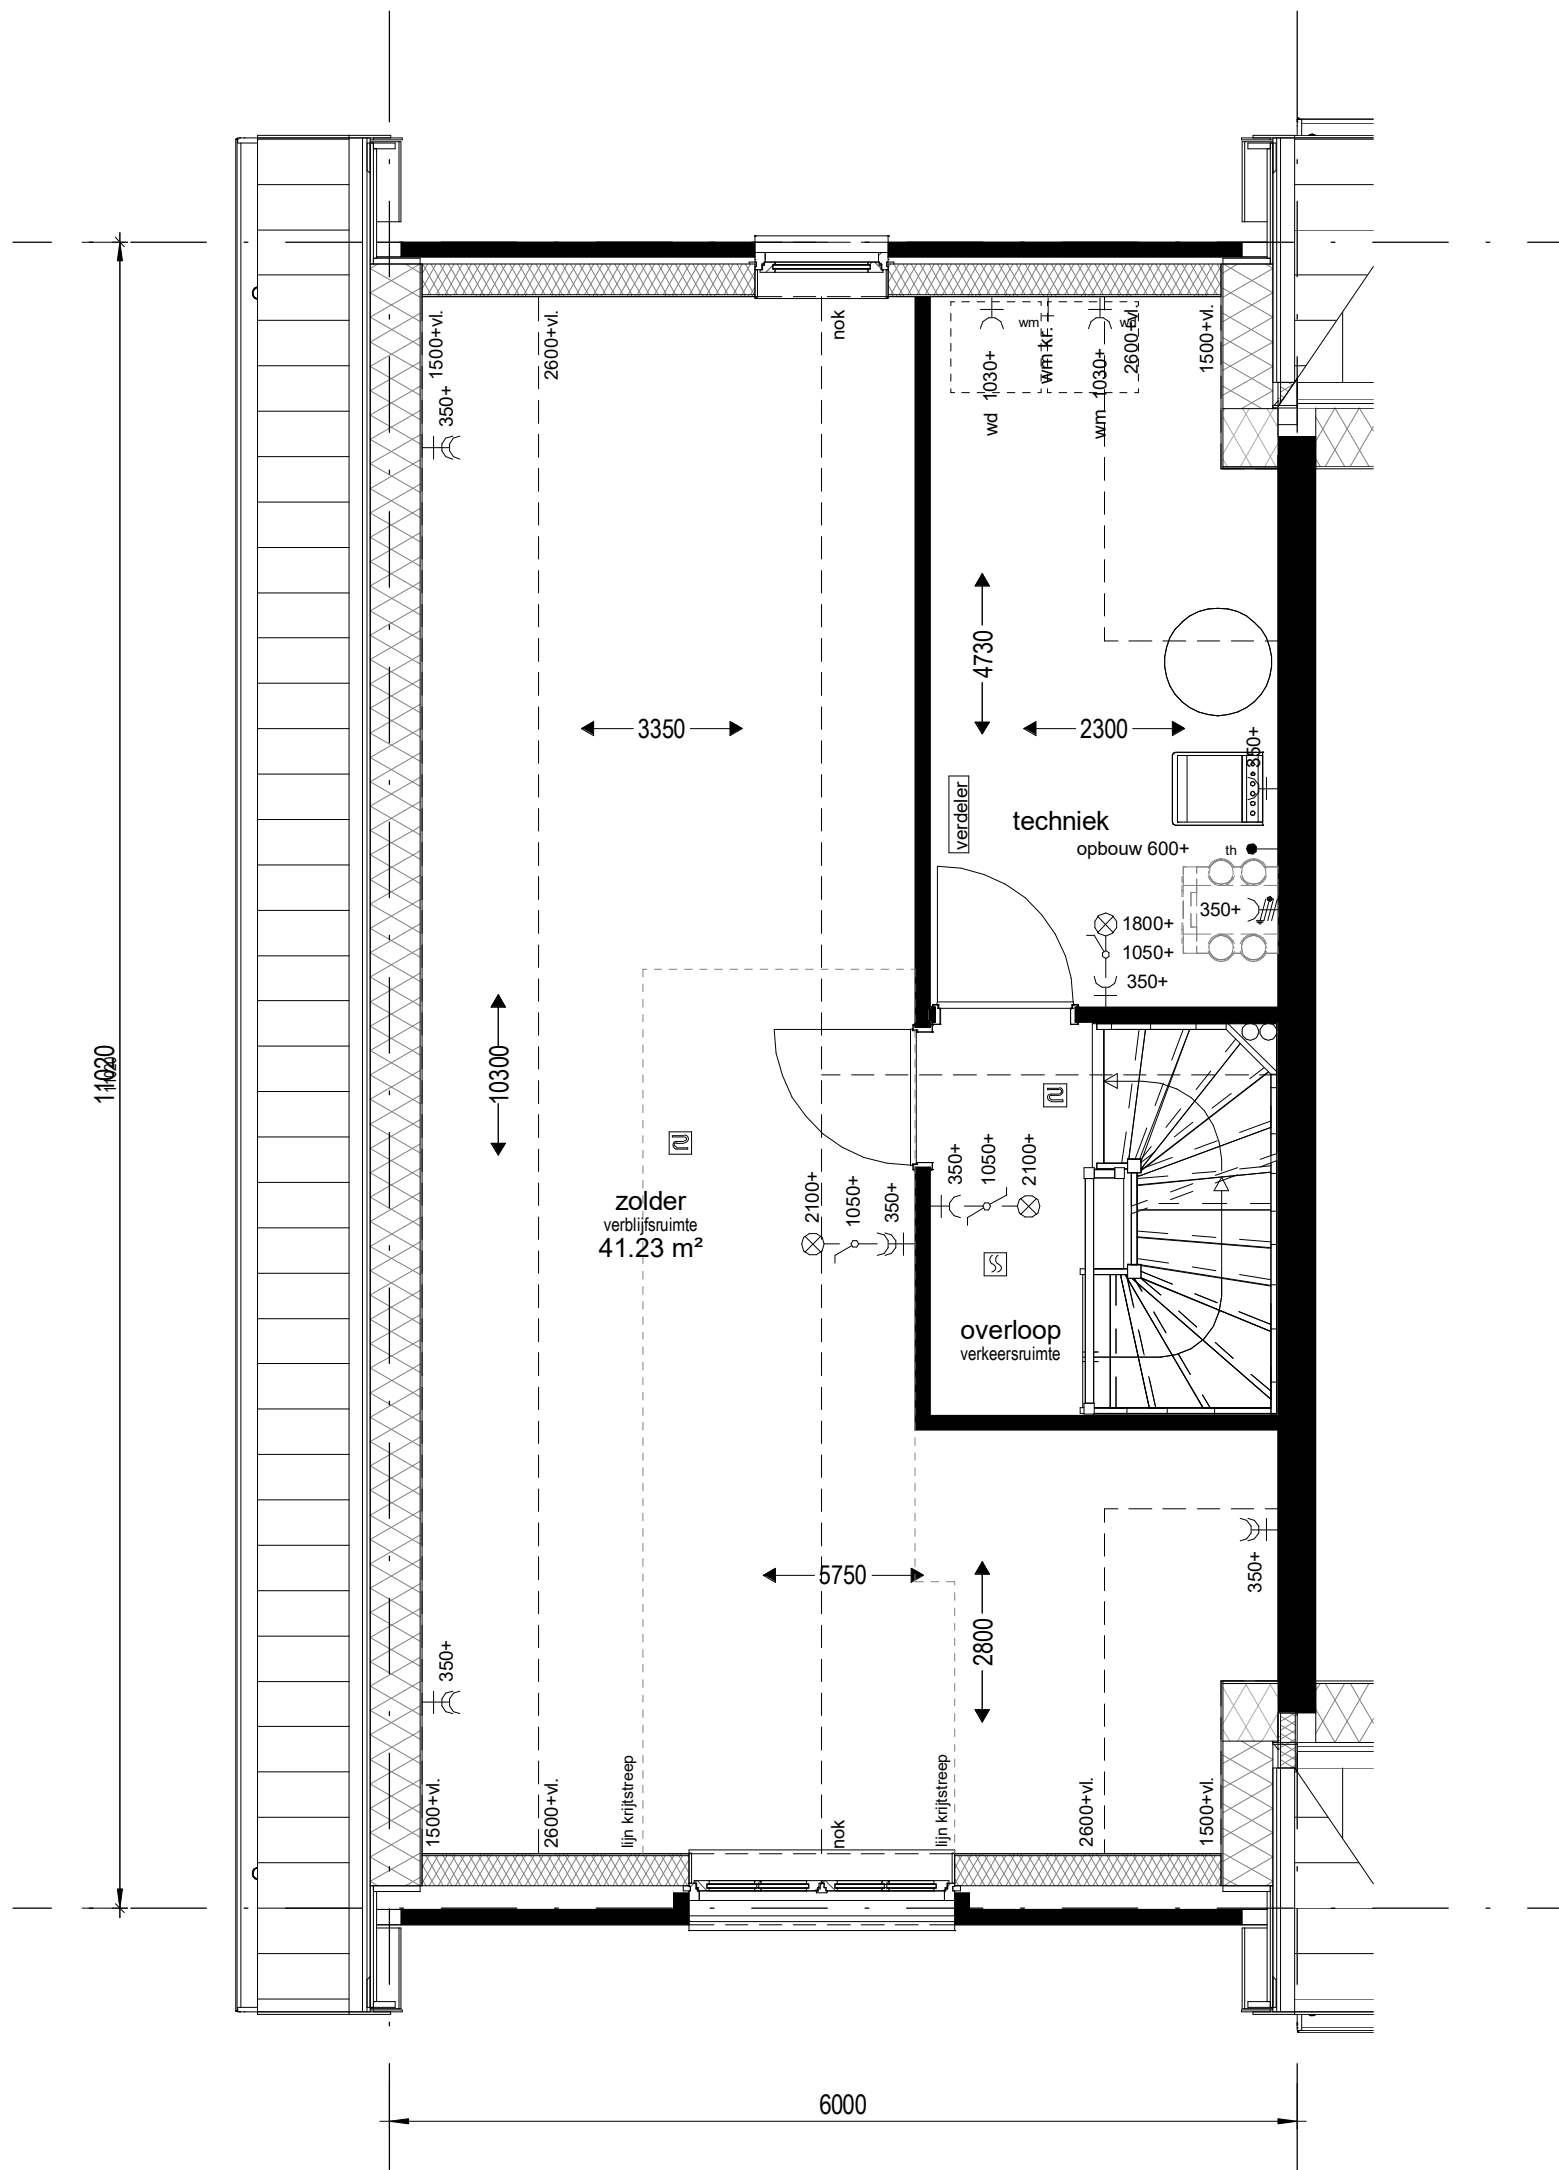 1500+vl.
2600+vl.
nok
350+
wm
wm kr.
2600+vl.
1500+vl.
wd 1030+
wm 1030+
4730
3350
2300
350+
verdeler
techniek
opbouw 600+
th
350+
1800+
1050+
350+
11020
11020
10300
350+
1050+
2100+
zolder
verblijfsruimte
41.23 m²
2100+
1050+
350+
overloop
verkeersruimte
5750
350+
2800
350+
1500+vl.
2600+vl.
lijn krijtstreep
nok
lijn krijtstreep
2600+vl.
1500+vl.
6000